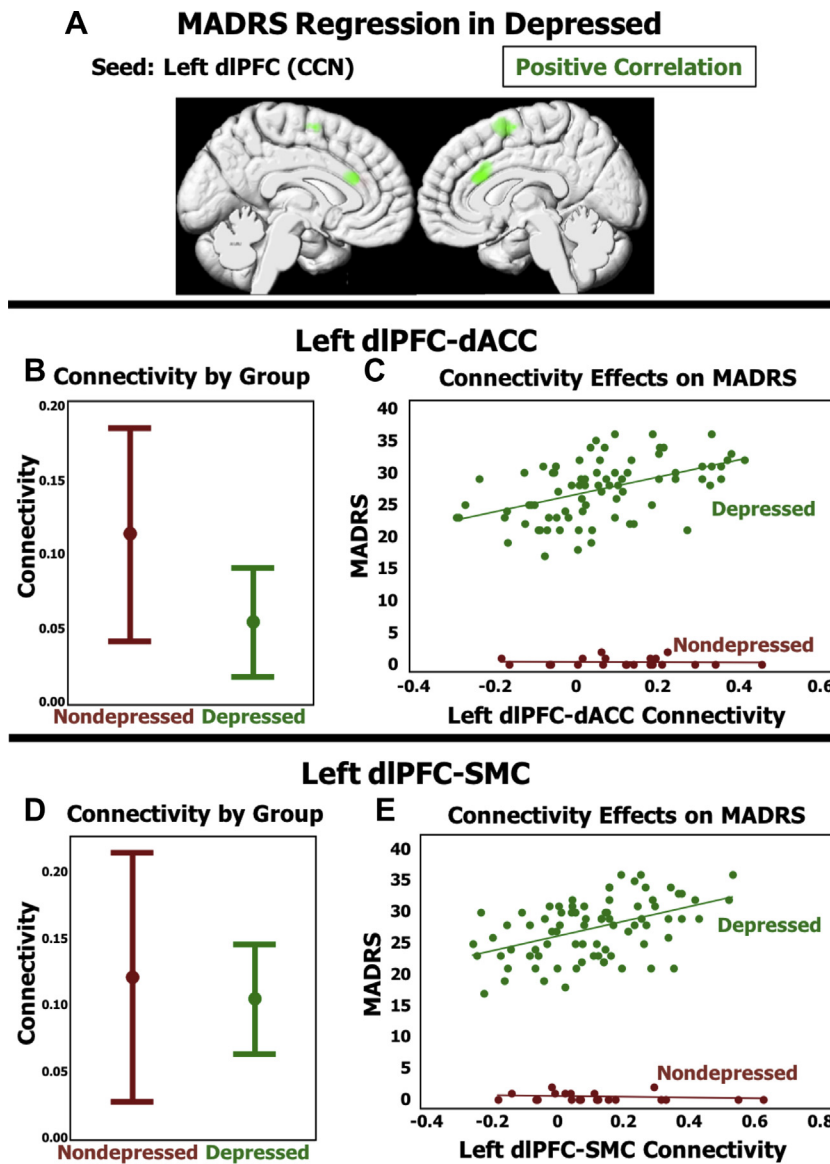 A
MADRS Regression in Depressed
Seed: Left dlPFC (CCN)
Positive Correlation
Left dlPFC-dACC
B
Connectivity by Group
Connectivity
0.20
0.15
0.10
0.05
0.00
Nondepressed
Depressed
C
Connectivity Effects on MADRS
MADRS
40
35
30
25
20
15
10
5
0
Depressed
Nondepressed
-0.4
-0.2
0
0.2
0.4
0.6
Left dlPFC-dACC Connectivity
Left dlPFC-SMC
D
Connectivity by Group
Connectivity
0.20
0.15
0.10
0.05
0.00
Nondepressed
Depressed
E
Connectivity Effects on MADRS
MADRS
40
35
30
25
20
15
10
5
0
Depressed
Nondepressed
-0.4
-0.2
0
0.2
0.4
0.6
0.8
Left dlPFC-SMC Connectivity